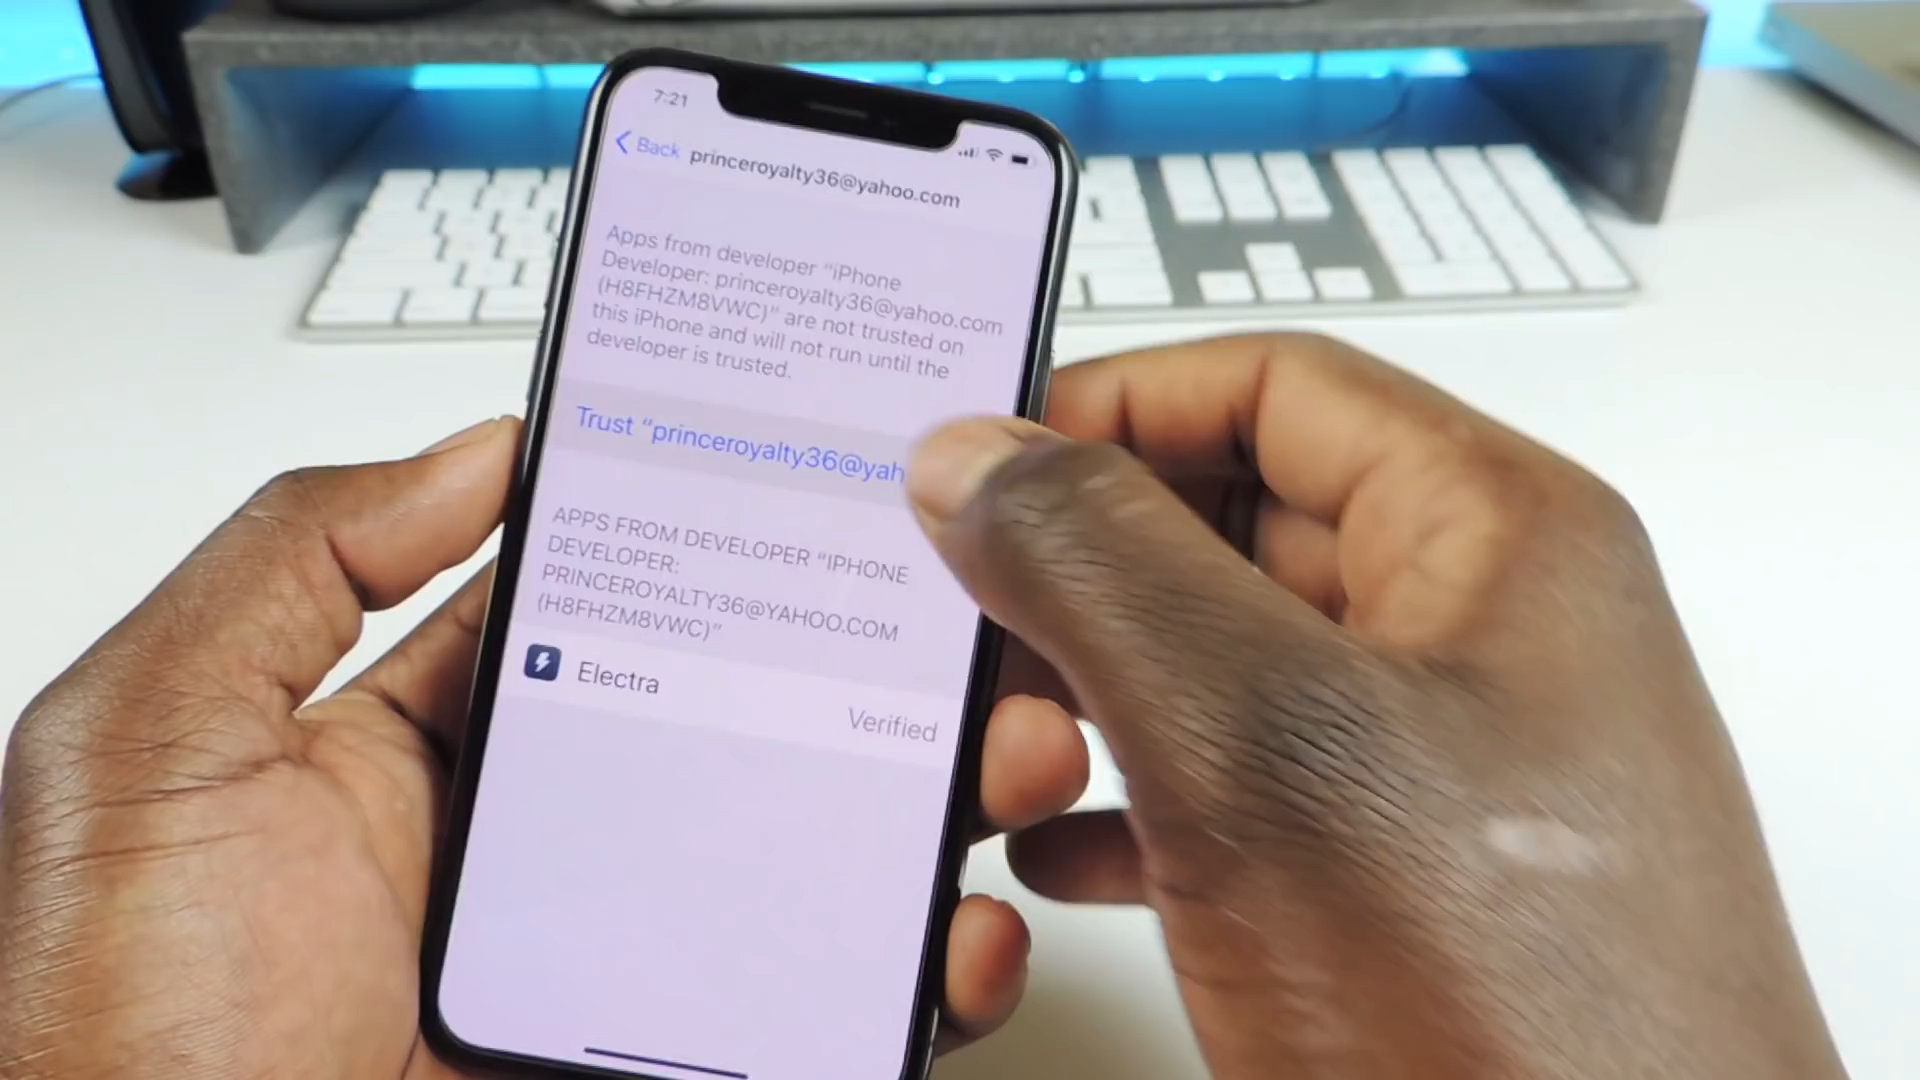 7:21
Back princeroyalty36@yahoo.com
Apps from developer “iPhone
Developer: princeroyalty36@yahoo.com
(H8FHZM8VWC)” are not trusted on
this iPhone and will not run until the
developer is trusted.
Trust “princeroyalty36@yah
APPS FROM DEVELOPER “IPHONE
DEVELOPER:
PRINCEROYALTY36@YAHOO.COM
(H8FHZM8VWC)”
Electra
Verified